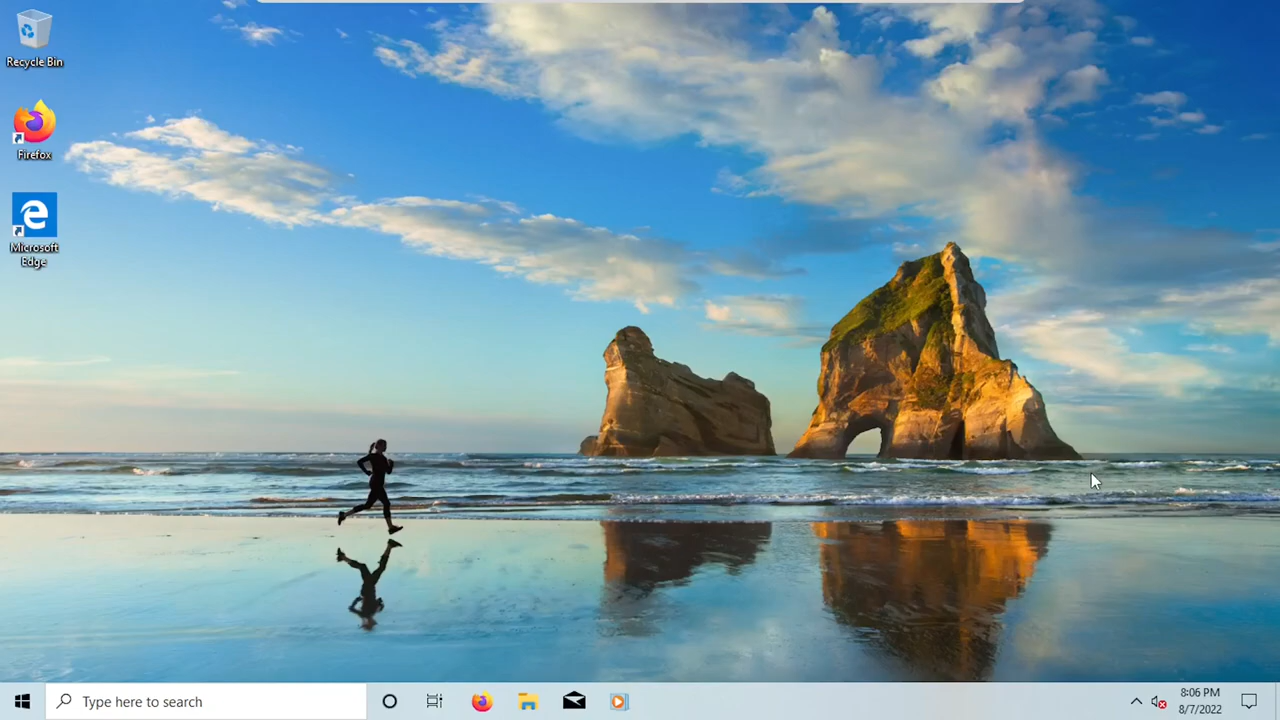 Recycle Bin
Firefox
Microsoft
Edge
Type here to search
8:06 PM
8/7/2022